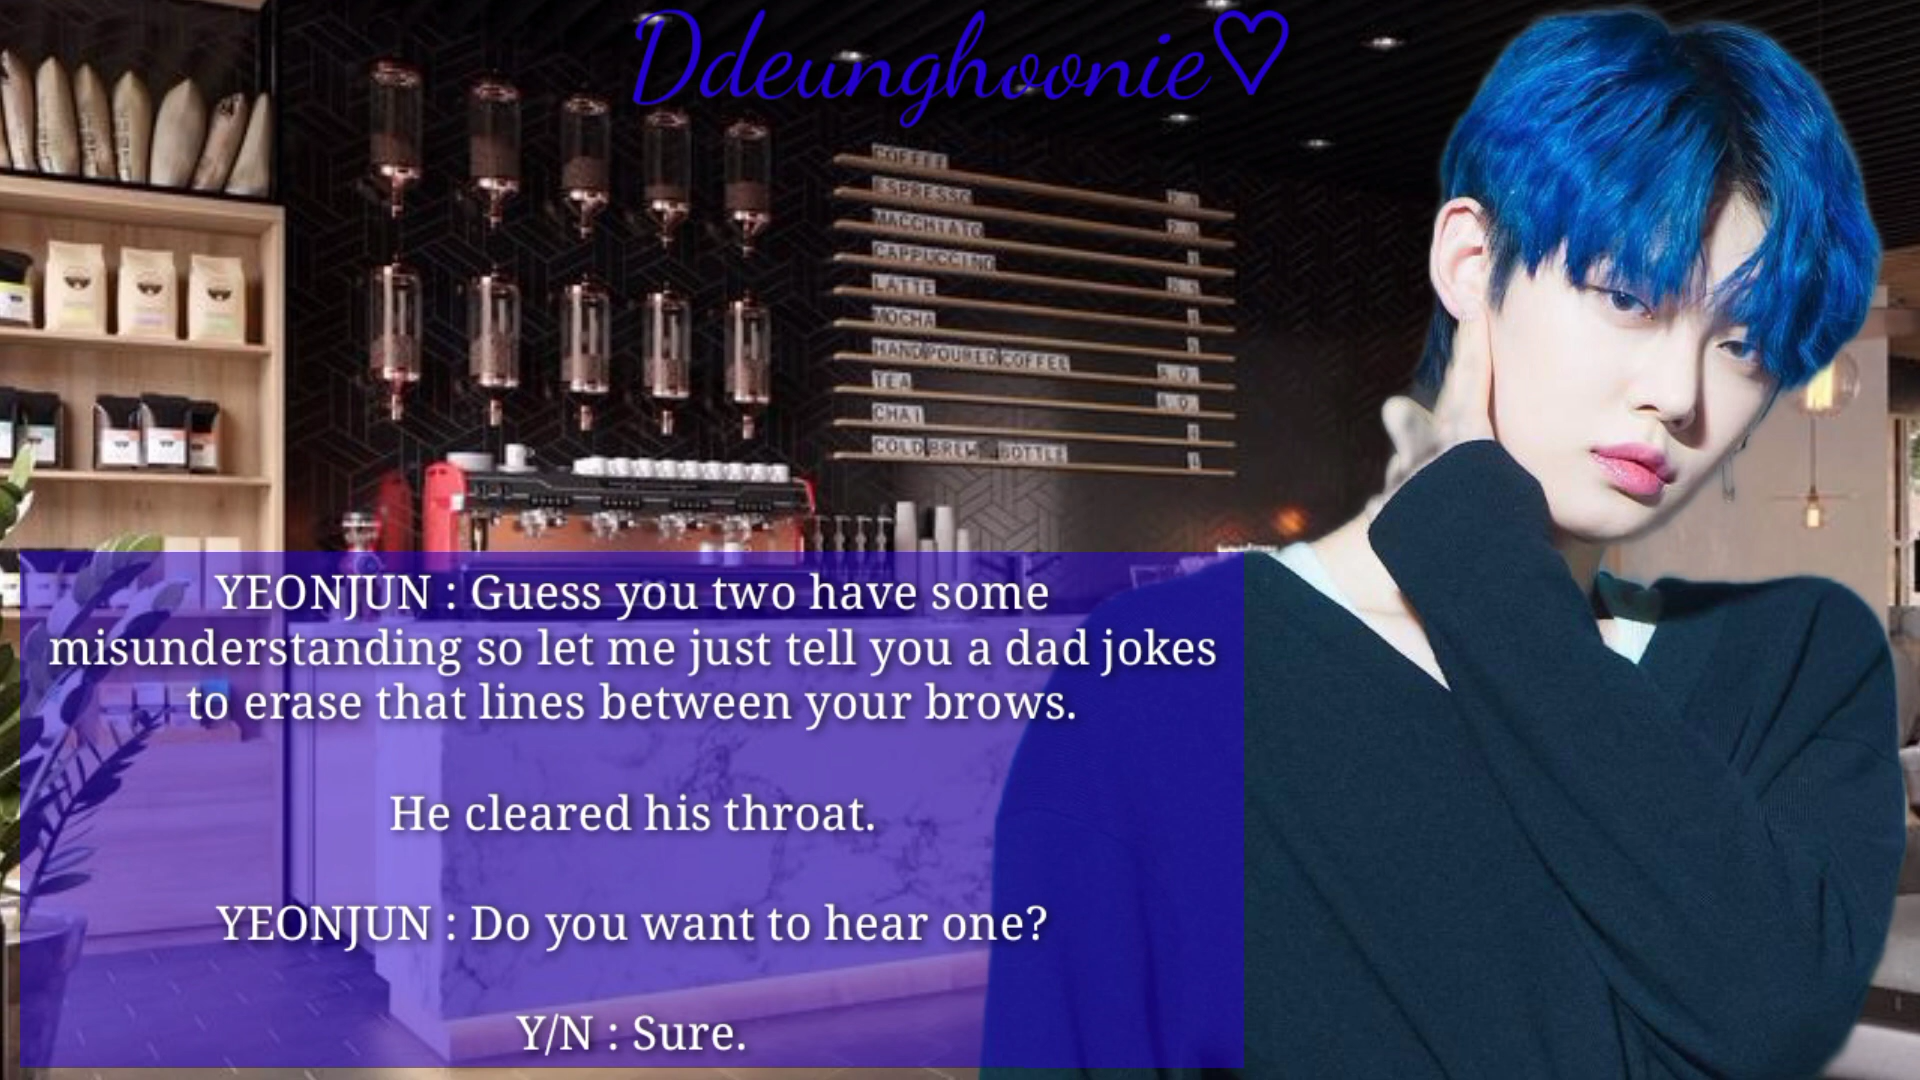 Ddeunghoonie♡
COFFEE
ESPRESSO
MACCHIATO
CAPPUCCINO
LATTE
MOCHA
HAND POURED COFFEE
TEA
CHAI
COLD BREW BOTTLE
YEONJUN : Guess you two have some
misunderstanding so let me just tell you a dad jokes
to erase that lines between your brows.
He cleared his throat.
YEONJUN : Do you want to hear one?
Y/N : Sure.